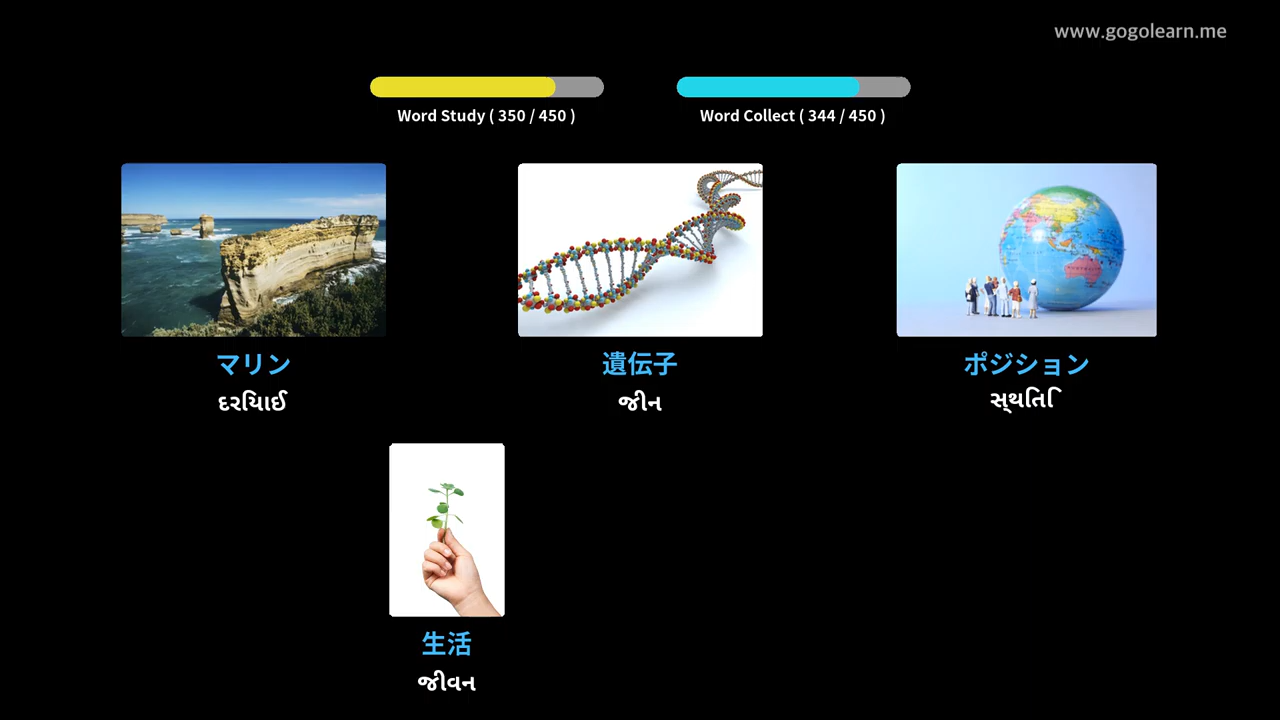 www.gogolearn.me
Word Study ( 350 / 450 )
Word Collect ( 344 / 450 )
マリン
દરિયાઈ
遺伝子
જીન
ポジション
સ્થિતિ
生活
જીવન